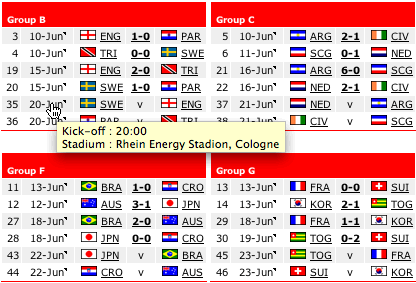 Group B
3 10-Jun ENG 1-0 PAR
4 10-Jun TRI 0-0 SWE
19 15-Jun ENG 2-0 TRI
20 15-Jun SWE 1-0 PAR
35 20-Jun SWE v ENG
36 20-Jun PAR v TRI
Group C
5 10-Jun ARG 2-1 CIV
6 11-Jun SCG 0-1 NED
21 16-Jun ARG 6-0 SCG
22 16-Jun NED 2-1 CIV
37 21-Jun NED v ARG
38 21-Jun CIV v SCG
Kick-off : 20:00
Stadium : Rhein Energy Stadion, Cologne
Group F
11 13-Jun BRA 1-0 CRO
12 12-Jun AUS 3-1 JPN
27 18-Jun BRA 2-0 AUS
28 18-Jun JPN 0-0 CRO
43 22-Jun JPN v BRA
44 22-Jun CRO v AUS
Group G
13 13-Jun FRA 0-0 SUI
14 13-Jun KOR 2-1 TOG
29 18-Jun FRA 1-1 KOR
30 19-Jun TOG 0-2 SUI
45 23-Jun TOG v FRA
46 23-Jun SUI v KOR